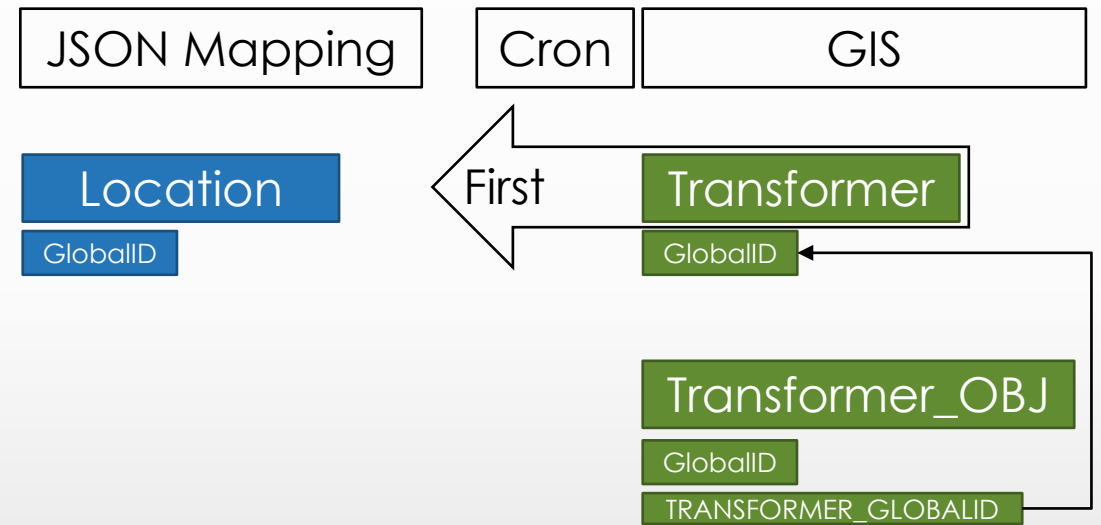 JSON Mapping
Cron
GIS
Location
First
Transformer
GlobalID
GlobalID
Transformer_OBJ
GlobalID
TRANSFORMER_GLOBALID